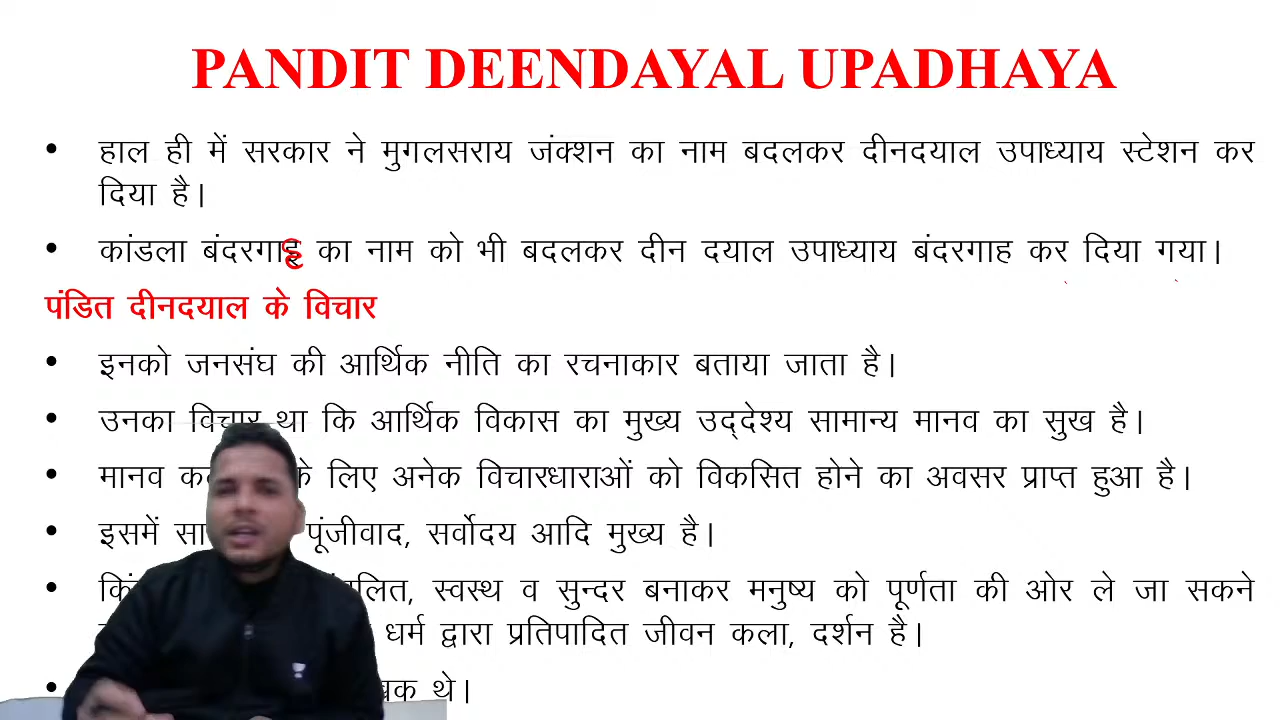 PANDIT DEENDAYAL UPADHAYA
• हाल ही में सरकार ने मुगलसराय जंक्शन का नाम बदलकर दीनदयाल उपाध्याय स्टेशन कर
दिया है।
• कांडला बंदरगाह का नाम को भी बदलकर दीन दयाल उपाध्याय बंदरगाह कर दिया गया।
पंडित दीनदयाल के विचार
• इनको जनसंघ की आर्थिक नीति का रचनाकार बताया जाता है।
• उनका विचार था कि आर्थिक विकास का मुख्य उद्देश्य सामान्य मानव का सुख है।
• मानव के लिए अनेक विचारधाराओं को विकसित होने का अवसर प्राप्त हुआ है।
• इसमें पूंजीवाद, सर्वोदय आदि मुख्य है।
• स्वस्थ व सुन्दर बनाकर मनुष्य को पूर्णता की ओर ले जा सकने
धर्म द्वारा प्रतिपादित जीवन कला, दर्शन है।
• थे।